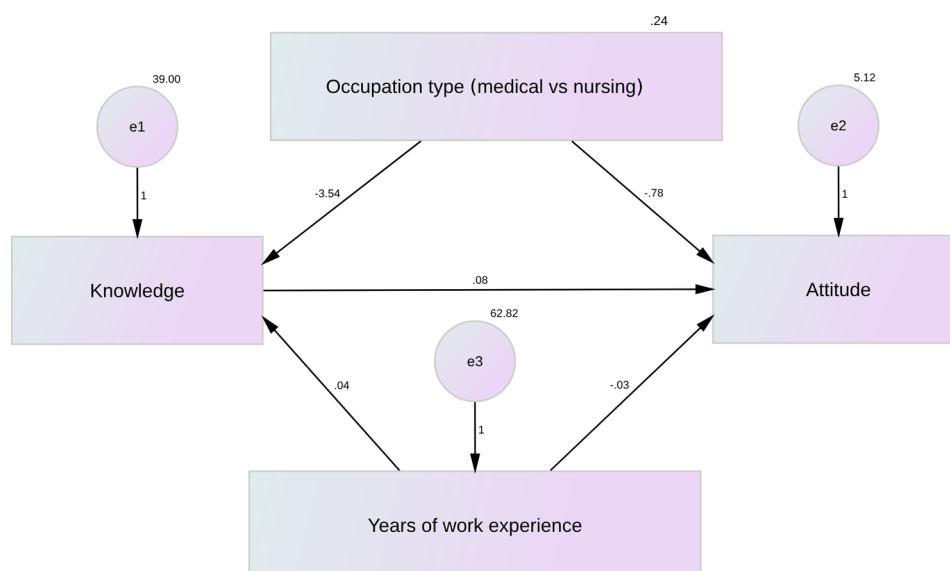 .24
Occupation type (medical vs nursing)
39.00
e1
5.12
e2
1
1
-3.54
-.78
Knowledge
.08
Attitude
62.82
e3
.04
-.03
1
Years of work experience